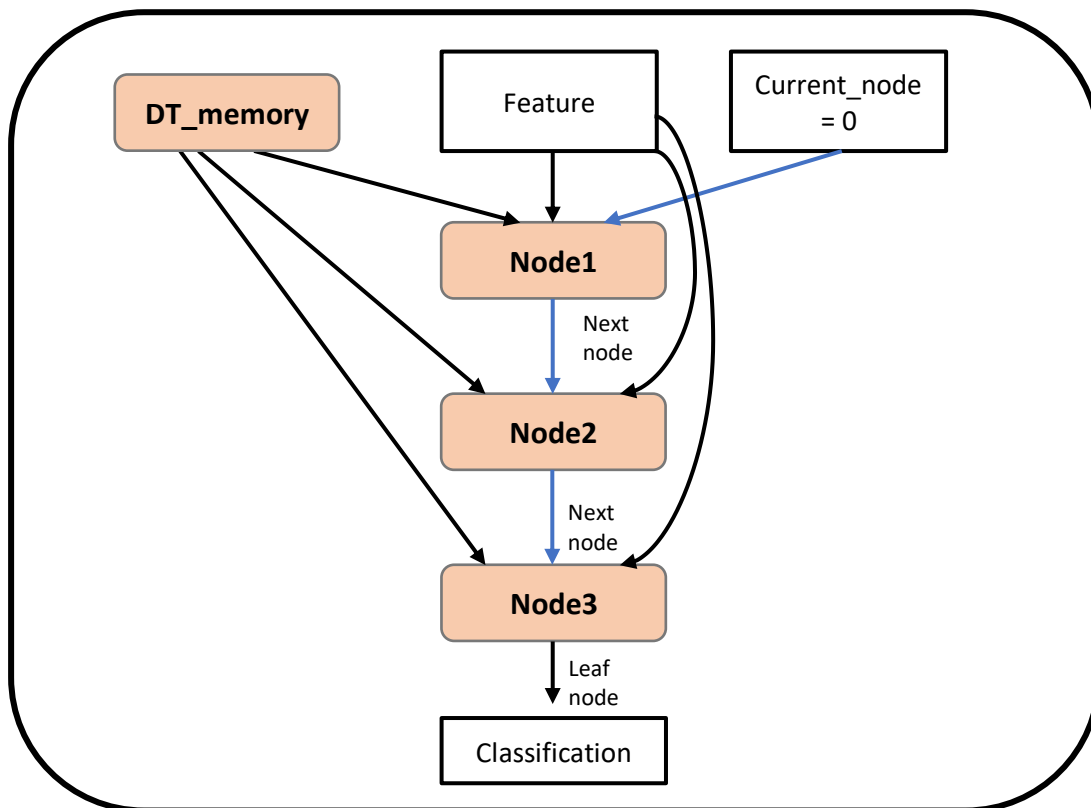 DT_memory
Feature
Current_node
= 0
Node1
Next
node
Node2
Next
node
Node3
Leaf
node
Classification